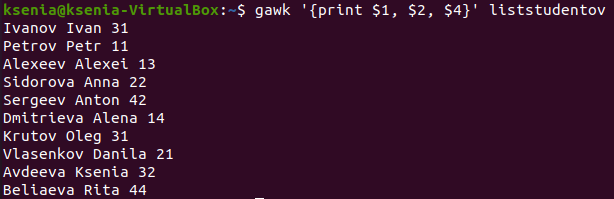 ksenia@ksenia-VirtualBox:~$ gawk '{print $1, $2, $4}' liststudentov
Ivanov Ivan 31
Petrov Petr 11
Alexeev Alexei 13
Sidorova Anna 22
Sergeev Anton 42
Dmitrieva Alena 14
Krutov Oleg 31
Vlasenkov Danila 21
Avdeeva Ksenia 32
Beliaeva Rita 44